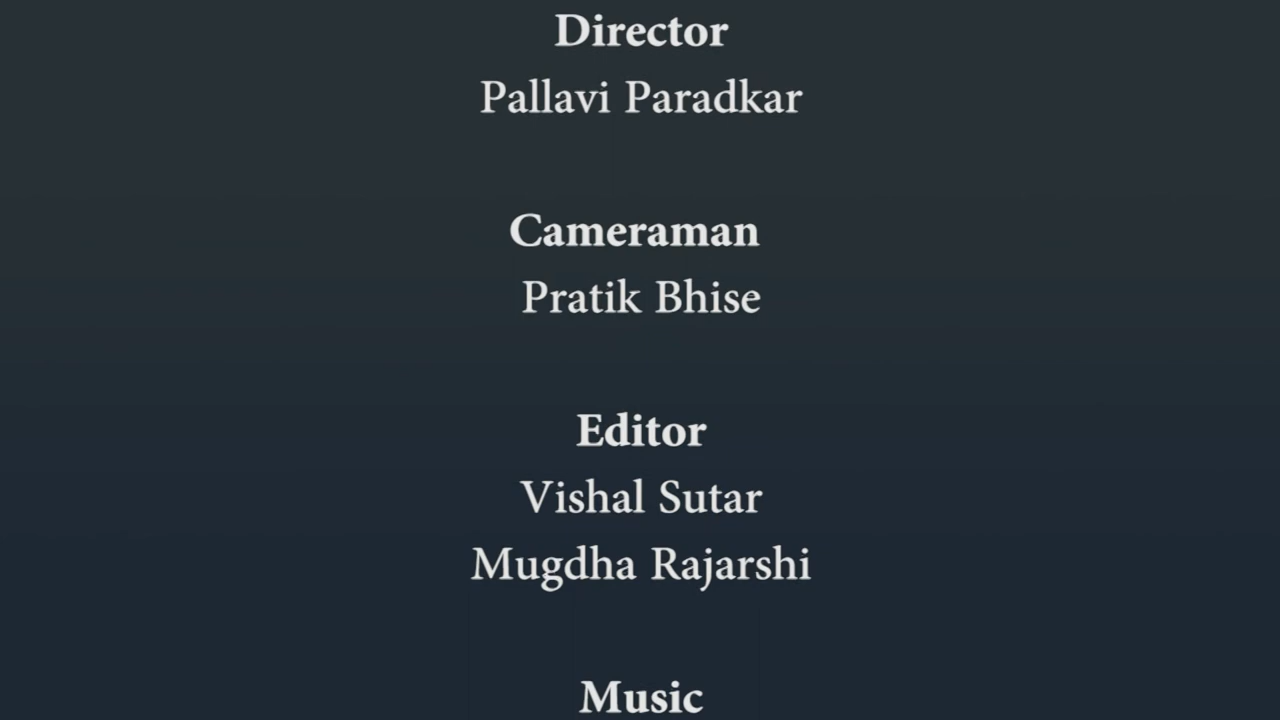 Director
Pallavi Paradkar
Cameraman
Pratik Bhise
Editor
Vishal Sutar
Mugdha Rajarshi
Music